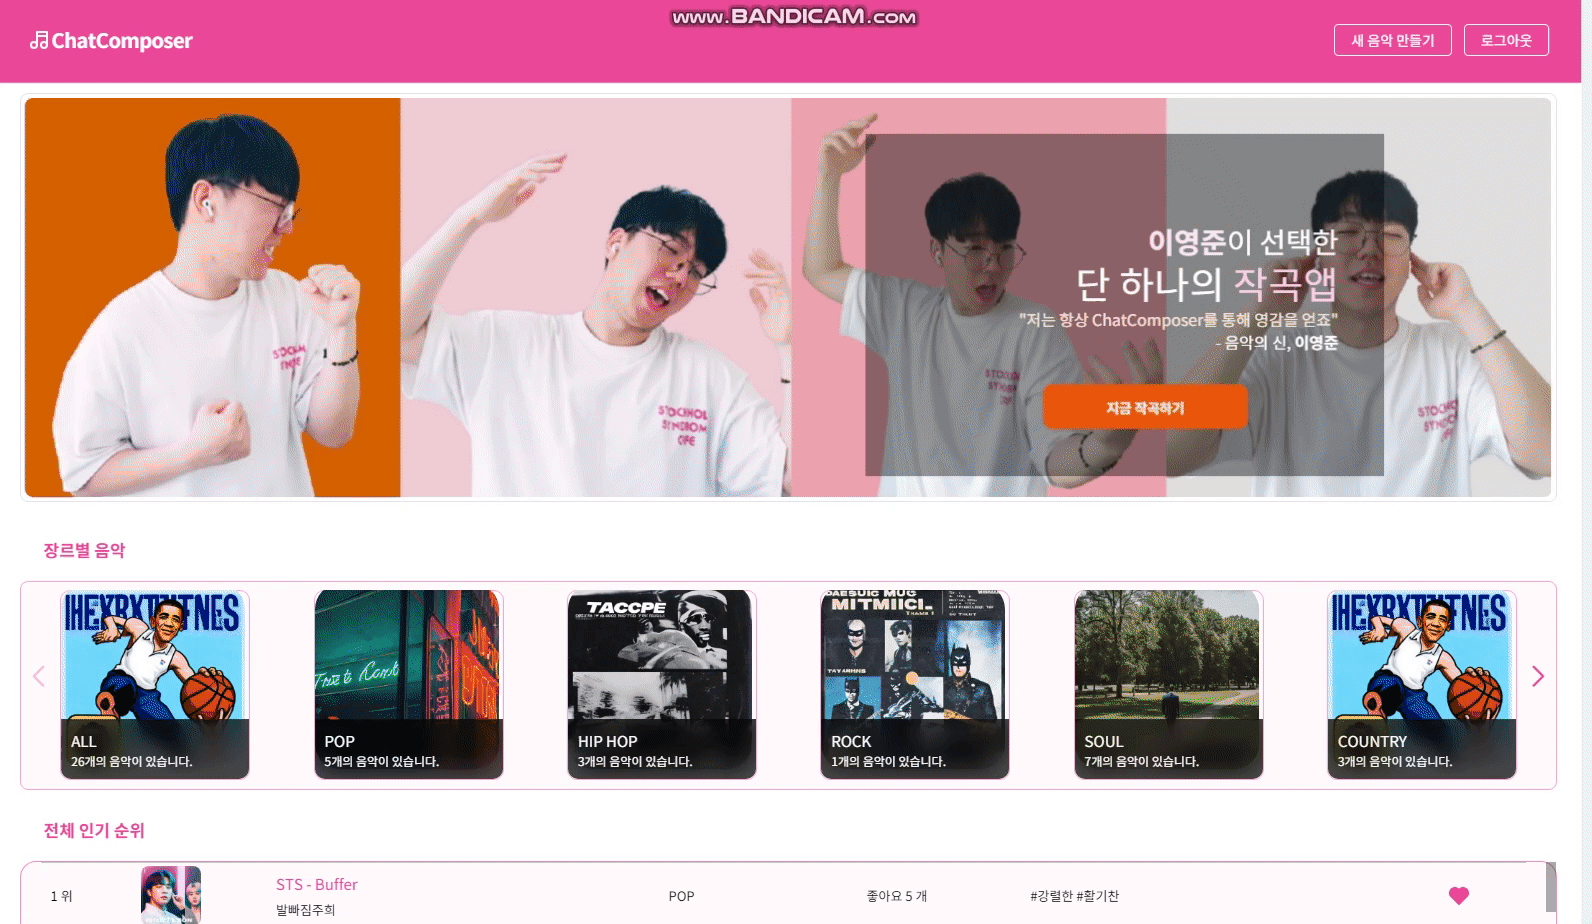 www.BANDICAM.com
ChatComposer
새 음악 만들기
로그아웃
이영준이 선택한
단 하나의 작곡앱
"저는 항상 ChatComposer를 통해 영감을 얻죠"
- 음악의 신, 이영준
지금 작곡하기
장르별 음악
ALL
26개의 음악이 있습니다.
POP
5개의 음악이 있습니다.
TACCPE
HIP HOP
3개의 음악이 있습니다.
MITMIICI.
ROCK
1개의 음악이 있습니다.
SOUL
7개의 음악이 있습니다.
COUNTRY
3개의 음악이 있습니다.
전체 인기 순위
1 위
STS - Buffer
발빠짐주희
POP
좋아요 5 개
#강렬한 #활기찬